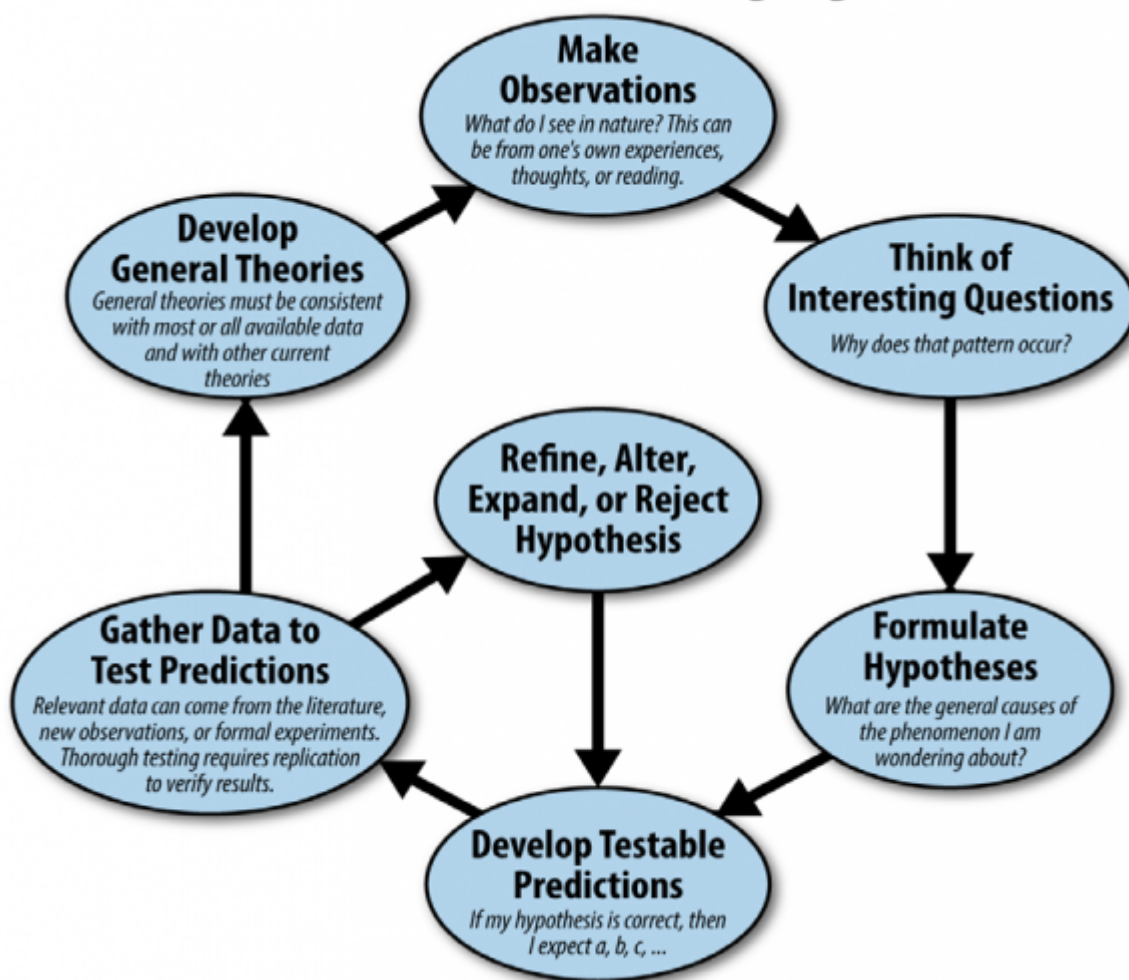 Make
Observations
What do I see in nature? This can
be from one's own experiences,
thoughts, or reading.
Think of
Interesting Questions
Why does that pattern occur?
Formulate
Hypotheses
What are the general causes of
the phenomenon I am
wondering about?
Develop Testable
Predictions
If my hypothesis is correct, then
I expect a, b, c, ...
Gather Data to
Test Predictions
Relevant data can come from the literature,
new observations, or formal experiments.
Thorough testing requires replication
to verify results.
Refine, Alter,
Expand, or Reject
Hypothesis
Develop
General Theories
General theories must be consistent
with most or all available data
and with other current
theories